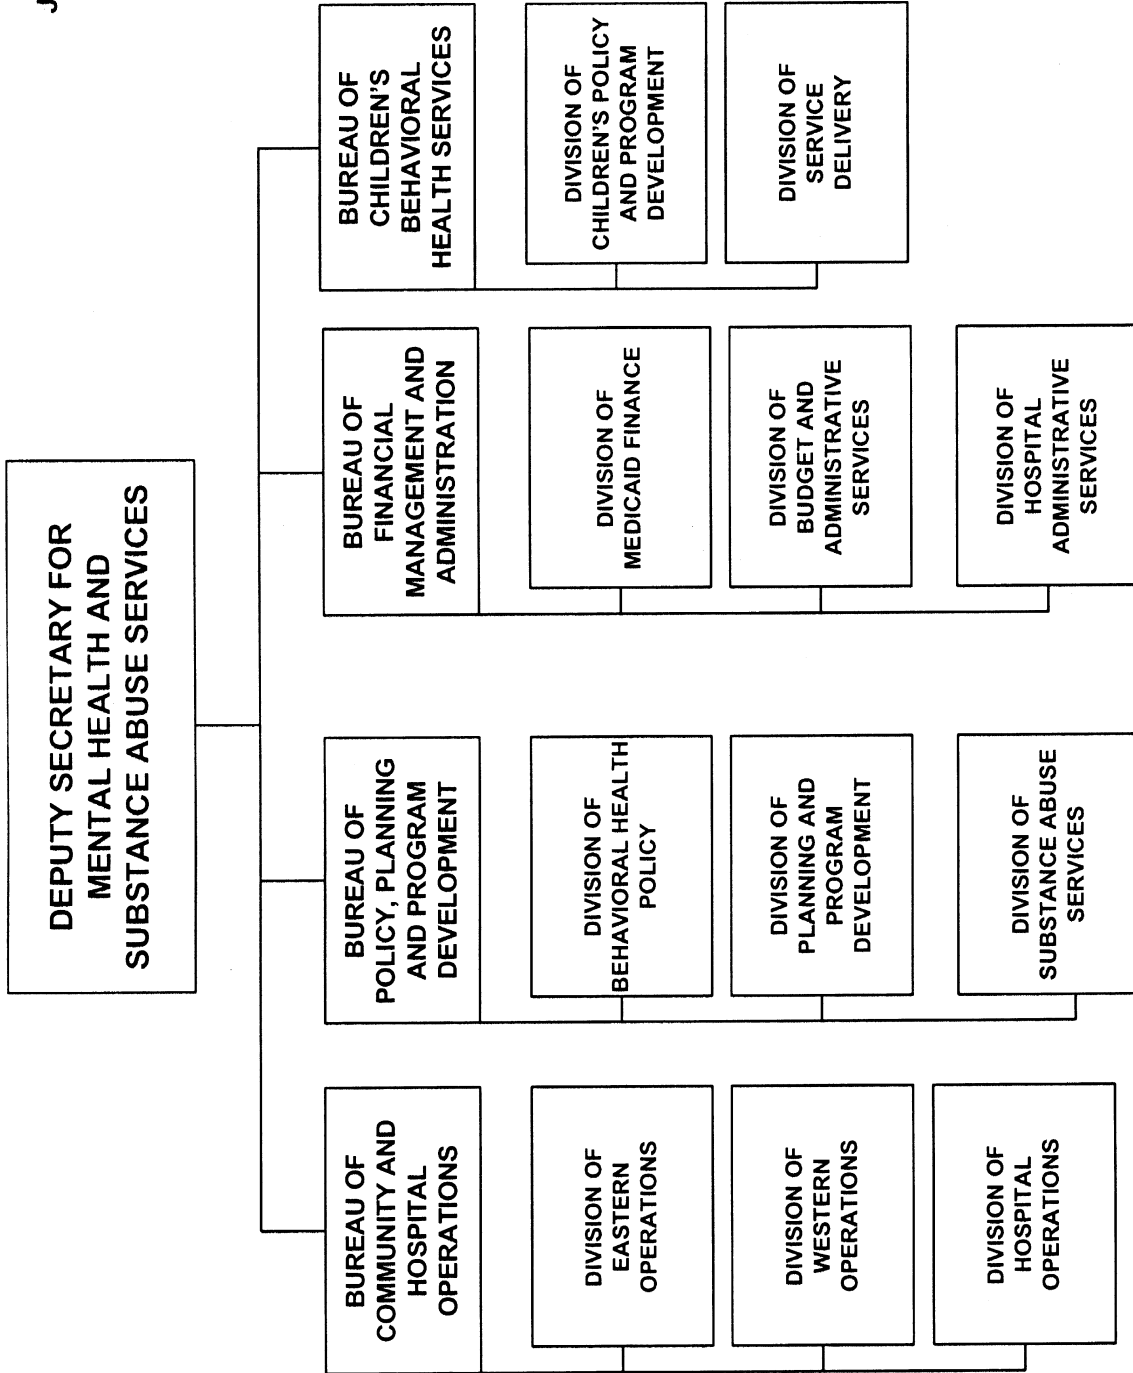 DEPUTY SECRETARY FOR
MENTAL HEALTH AND
SUBSTANCE ABUSE SERVICES
BUREAU OF
COMMUNITY AND
HOSPITAL
OPERATIONS
DIVISION OF
EASTERN
OPERATIONS
DIVISION OF
WESTERN
OPERATIONS
DIVISION OF
HOSPITAL
OPERATIONS
BUREAU OF
POLICY, PLANNING
AND PROGRAM
DEVELOPMENT
DIVISION OF
BEHAVIORAL HEALTH
POLICY
DIVISION OF
PLANNING AND
PROGRAM
DEVELOPMENT
DIVISION OF
SUBSTANCE ABUSE
SERVICES
BUREAU OF
FINANCIAL
MANAGEMENT AND
ADMINISTRATION
DIVISION OF
MEDICAID FINANCE
DIVISION OF
BUDGET AND
ADMINISTRATIVE
SERVICES
DIVISION OF
HOSPITAL
ADMINISTRATIVE
SERVICES
BUREAU OF
CHILDREN'S
BEHAVIORAL
HEALTH SERVICES
DIVISION OF
CHILDREN'S POLICY
AND PROGRAM
DEVELOPMENT
DIVISION OF
SERVICE
DELIVERY